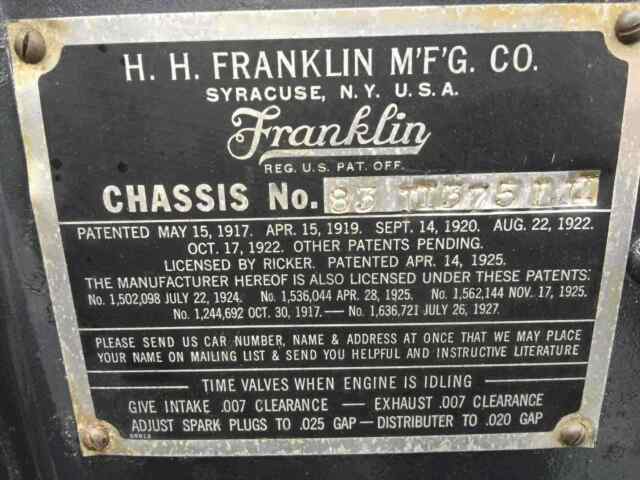 H. H. FRANKLIN M'F'G. CO.
SYRACUSE, N.Y. U.S.A.
Franklin
REG. U.S. PAT. OFF.
CHASSIS No. 83
PATENTED MAY 15, 1917. APR. 15, 1919. SEPT. 14, 1920. AUG. 22, 1922.
OCT. 17, 1922. OTHER PATENTS PENDING.
LICENSED BY RICKER. PATENTED APR. 14, 1925.
THE MANUFACTURER HEREOF IS ALSO LICENSED UNDER THESE PATENTS:
No. 1,502,098 JULY 22, 1924. No. 1,536,044 APR. 28, 1925. No. 1,562,144 NOV. 17, 1925.
No. 1,244,692 OCT. 30, 1917.— No. 1,636,721 JULY 26, 1927.
PLEASE SEND US CAR NUMBER, NAME & ADDRESS AT ONCE THAT WE MAY PLACE
YOUR NAME ON MAILING LIST & SEND YOU HELPFUL AND INSTRUCTIVE LITERATURE
TIME VALVES WHEN ENGINE IS IDLING
GIVE INTAKE .007 CLEARANCE — EXHAUST .007 CLEARANCE
ADJUST SPARK PLUGS TO .025 GAP— DISTRIBUTER TO .020 GAP